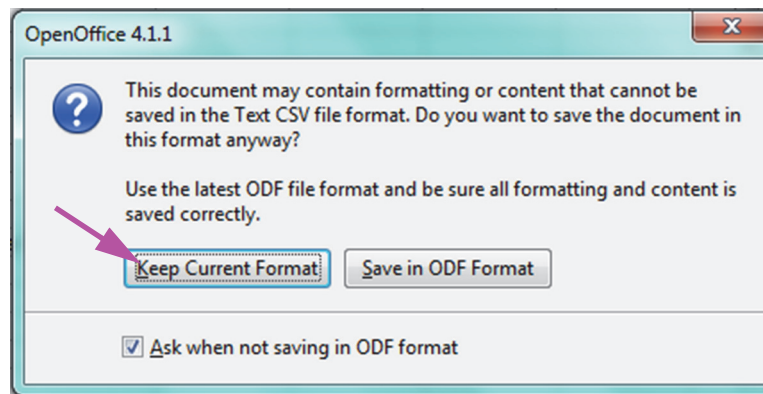 OpenOffice 4.1.1
This document may contain formatting or content that cannot be
saved in the Text CSV file format. Do you want to save the document in
this format anyway?
Use the latest ODF file format and be sure all formatting and content is
saved correctly.
Keep Current Format
Save in ODF Format
Ask when not saving in ODF format